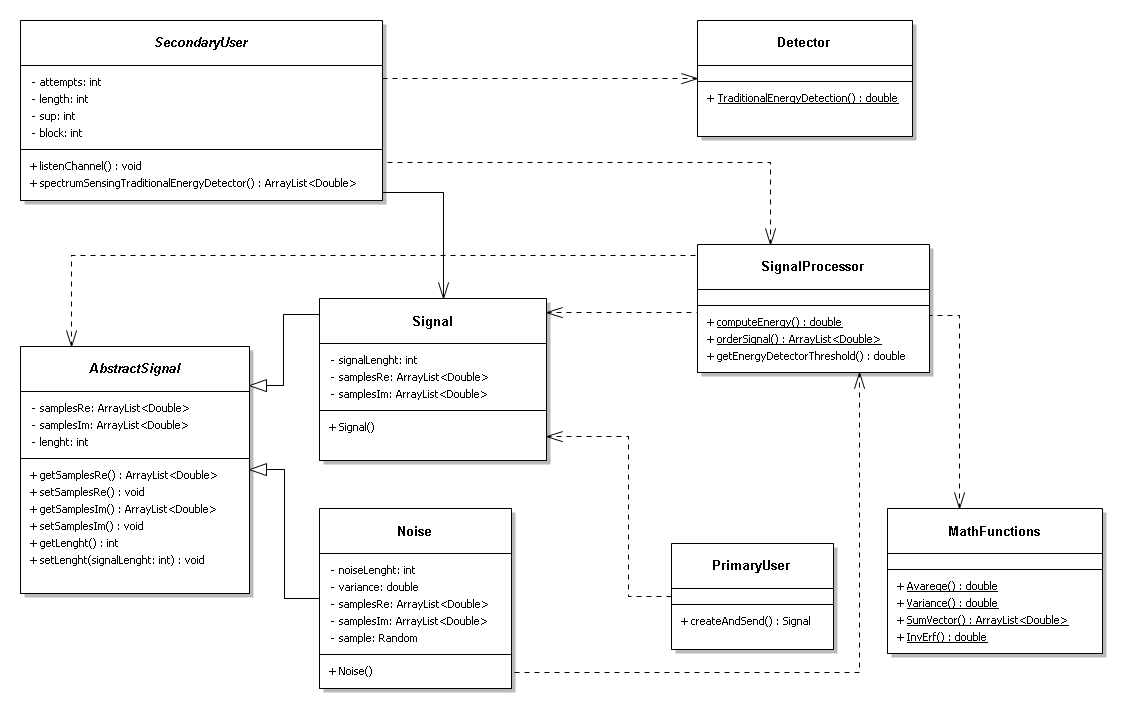 SecondaryUser
- attempts: int
- length: int
- sup: int
- block: int
+ listenChannel() : void
+ spectrumSensingTraditionalEnergyDetector() : ArrayList<Double>
Detector
+ TraditionalEnergyDetection() : double
SignalProcessor
+ computeEnergy() : double
+ orderSignal() : ArrayList<Double>
+ getEnergyDetectorThreshold() : double
Signal
- signalLenght: int
- samplesRe: ArrayList<Double>
- samplesIm: ArrayList<Double>
+ Signal()
AbstractSignal
- samplesRe: ArrayList<Double>
- samplesIm: ArrayList<Double>
- lenght: int
+ getSamplesRe() : ArrayList<Double>
+ setSamplesRe() : void
+ getSamplesIm() : ArrayList<Double>
+ setSamplesIm() : void
+ getLenght() : int
+ setLenght(signalLenght: int) : void
Noise
- noiseLenght: int
- variance: double
- samplesRe: ArrayList<Double>
- samplesIm: ArrayList<Double>
- sample: Random
+ Noise()
PrimaryUser
+ createAndSend() : Signal
MathFunctions
+ Avarege() : double
+ Variance() : double
+ SumVector() : ArrayList<Double>
+ InvErf() : double